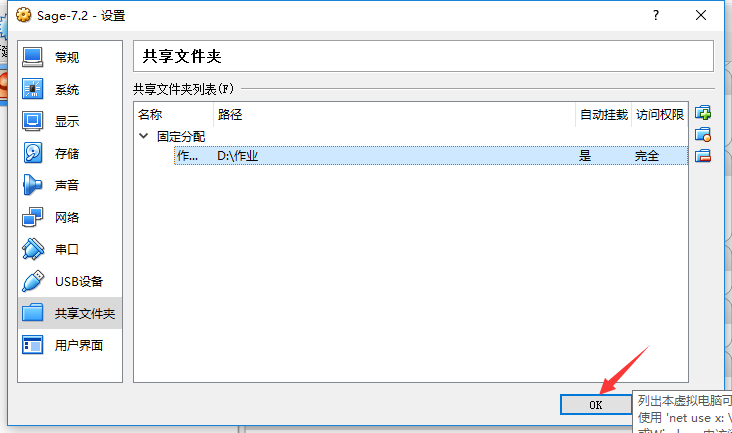 Sage-7.2 - 设置
常规
系统
显示
存储
声音
网络
串口
USB设备
共享文件夹
用户界面
共享文件夹
共享文件夹列表(F)
名称 路径 自动挂载 访问权限
固定分配
作... D:\作业 是 完全
OK
列出本虚拟电脑可
使用 'net use x: \